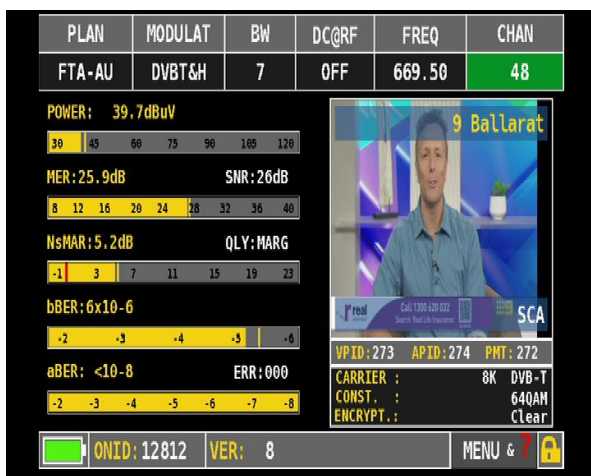 PLAN MODULAT BW DC@RF FREQ CHAN
FTA-AU DVBT&H 7 OFF 669.50 48
POWER: 39.7dBuV
30 45 60 75 90 105 120
MER:25.9dB SNR:26dB
8 12 16 20 24 28 32 36 40
NsMAR:5.2dB QLY:MARG
-1 3 7 11 15 19 23
bBER:6x10-6
-2 -3 -4 -5 -6
aBER: <10-8 ERR:000
-2 -3 -4 -5 -6 -7 -8
9 Ballarat
real
Call 1300 620 032
Search Real Life Insurance
SCA
VPID:273 APID:274 PMT:272
CARRIER : 8K DVB-T
CONST. : 64QAM
ENCRYPT.: Clear
ONID:12812 VER: 8 MENU & ?